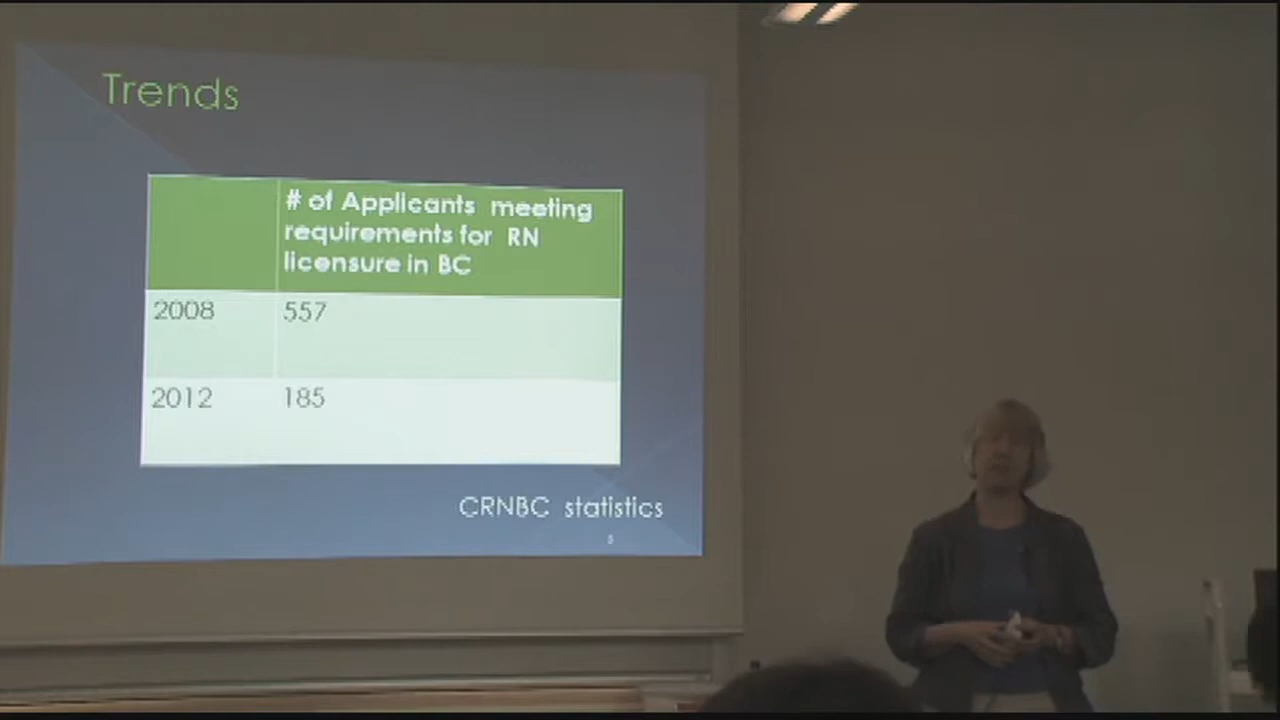 Trends
# of Applicants meeting
requirements for RN
licensure in BC
2008 557
2012 185
CRNBC statistics